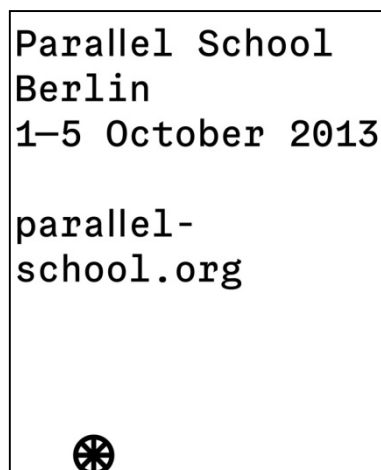 Parallel School
Berlin
1—5 October 2013
parallel-
school.org